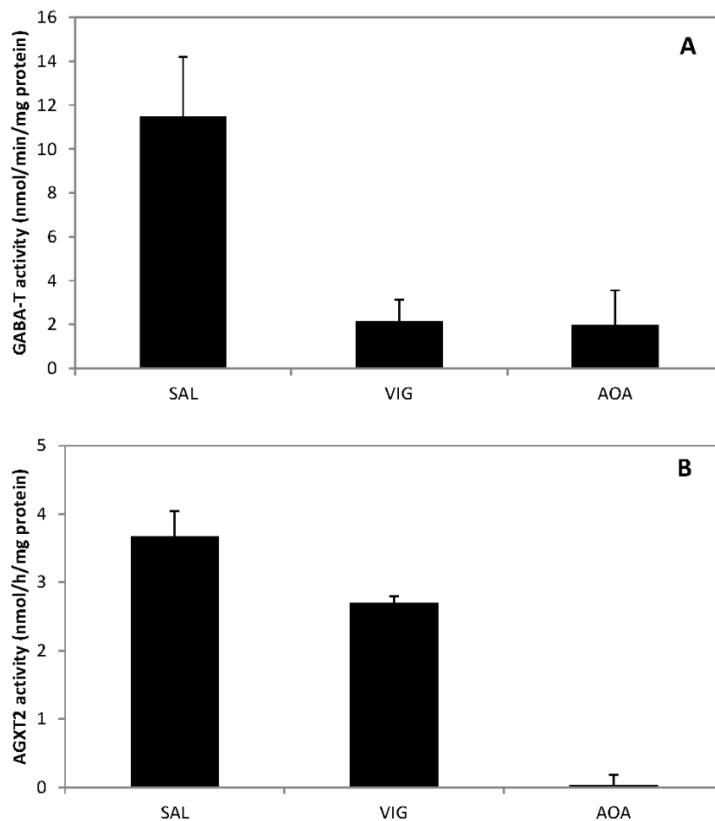 A
GABA-T activity (nmol/min/mg protein)
16
14
12
10
8
6
4
2
0
SAL VIG AOA
B
AGXT2 activity (nmol/h/mg protein)
5
4
3
2
1
0
SAL VIG AOA